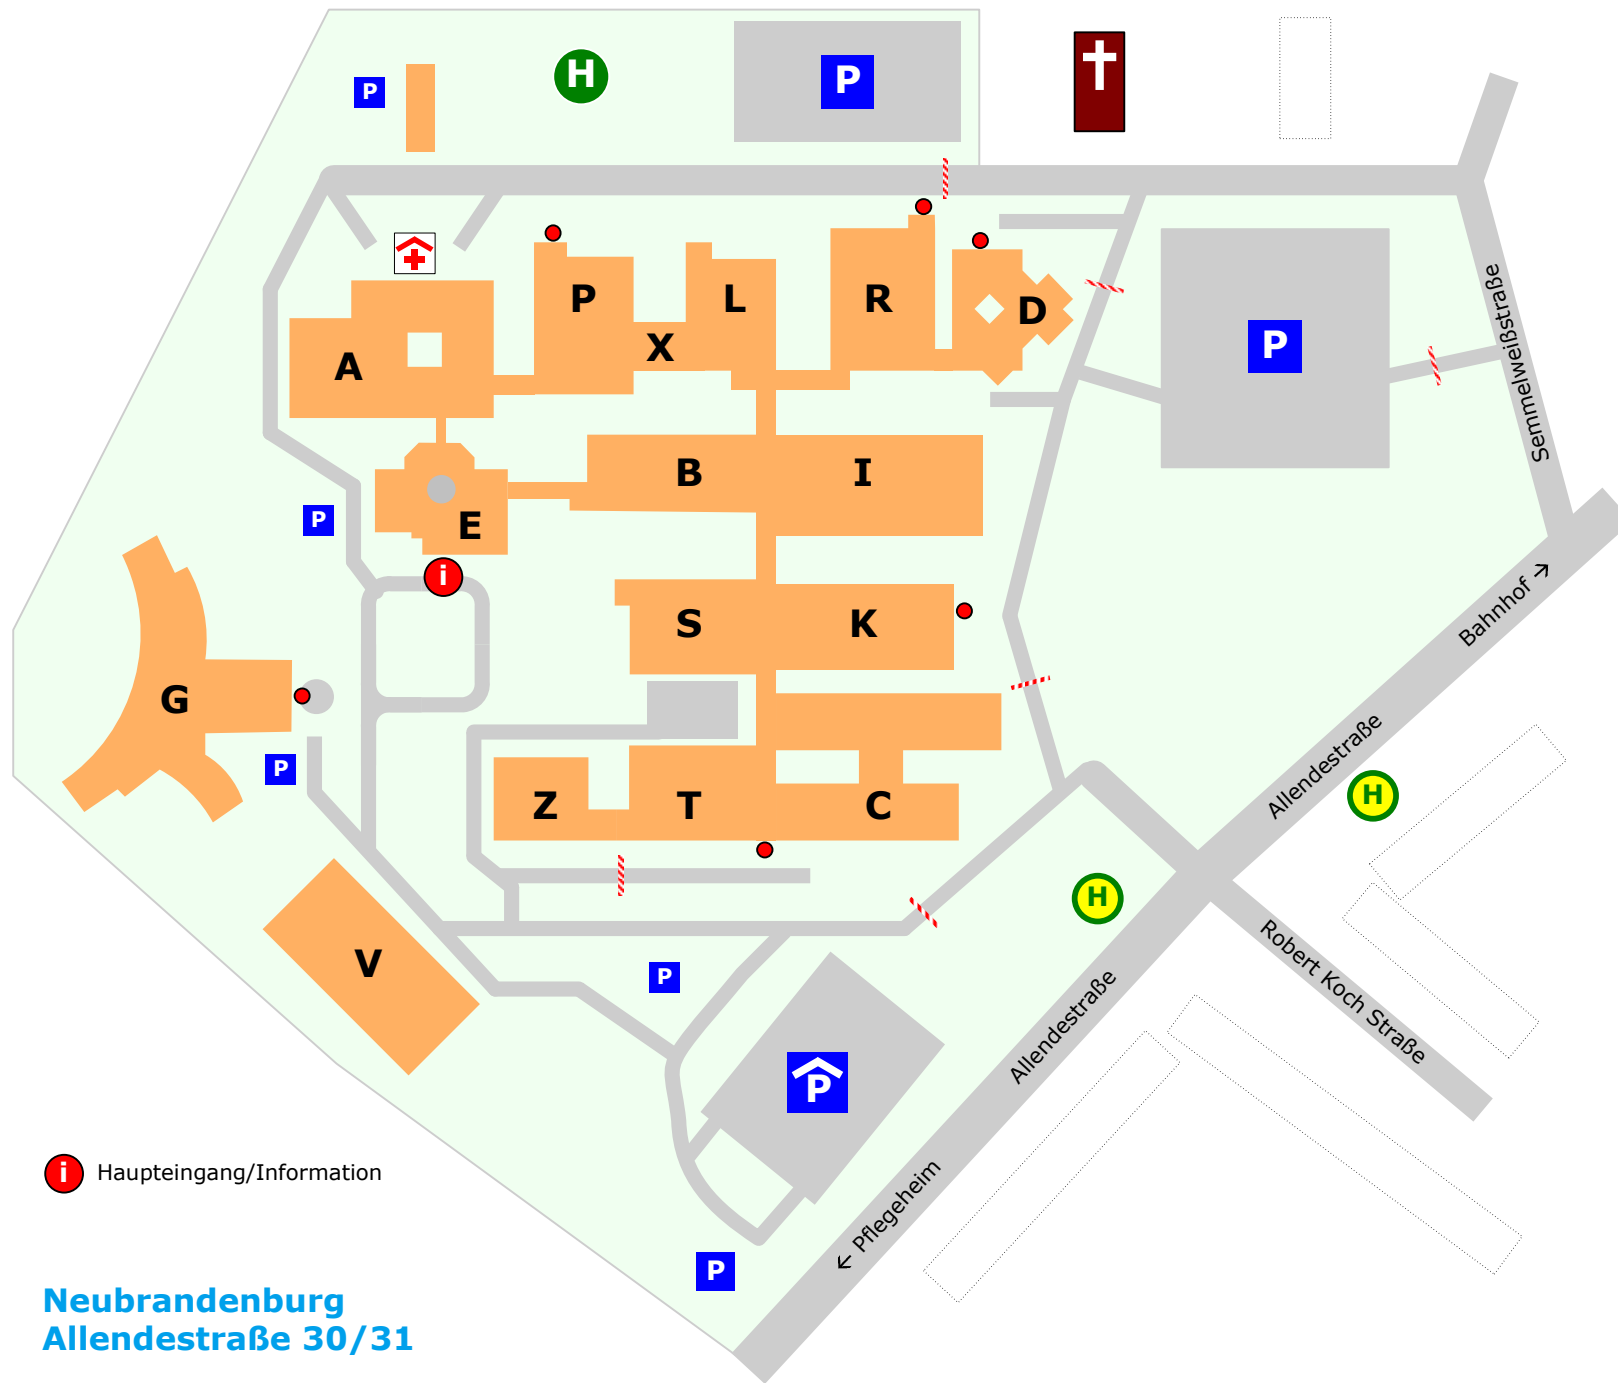 H
P
P
P
L
R
D
X
A
P
Semmelweißstraße
B
I
E
P
i
S
K
G
Bahnhof →
P
Z
T
C
Allendestraße
H
H
V
P
Robert Koch Straße
Allendestraße
P
i Haupteingang/Information
← Pflegeheim
P
Neubrandenburg
Allendestraße 30/31